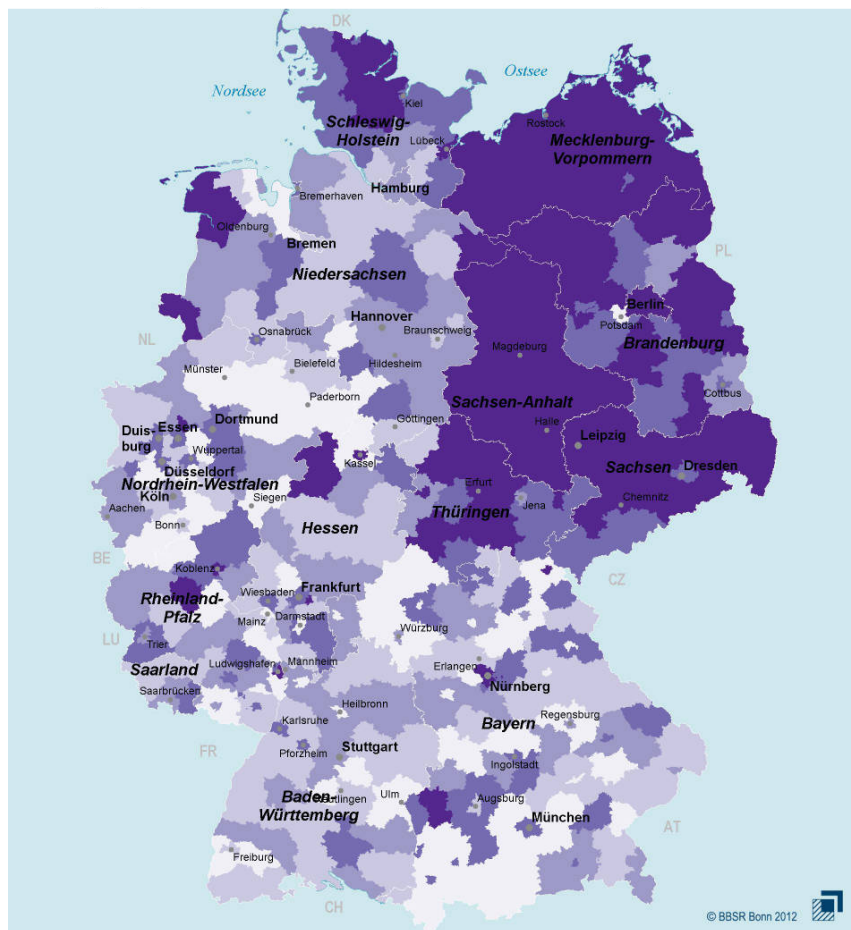 DK
Nordsee
Ostsee
Kiel
Schleswig-
Holstein
Rostock
Mecklenburg-
Vorpommern
Lübeck
Hamburg
Bremerhaven
Oldenburg
Bremen
PL
Niedersachsen
Berlin
Potsdam
Hannover
Braunschweig
Osnabrück
NL
Brandenburg
Magdeburg
Bielefeld
Hildesheim
Münster
Paderborn
Cottbus
Sachsen-Anhalt
Göttingen
Halle
Dortmund
Essen
Duis-
burg
Wuppertal
Leipzig
Kassel
Düsseldorf
Sachsen
Dresden
Nordrhein-Westfalen
Erfurt
Köln
Siegen
Thüringen
Jena
Chemnitz
Aachen
Bonn
Hessen
BE
Koblenz
CZ
Wiesbaden
Frankfurt
Rheinland-
Pfalz
Mainz
Darmstadt
LU
Trier
Würzburg
Erlangen
Saarland
Ludwigshafen
Mannheim
Nürnberg
Saarbrücken
Heilbronn
Bayern
Regensburg
Karlsruhe
FR
Pforzheim
Stuttgart
Ingolstadt
Baden-
Württemberg
Ulm
Augsburg
München
AT
Freiburg
CH
© BBSR Bonn 2012